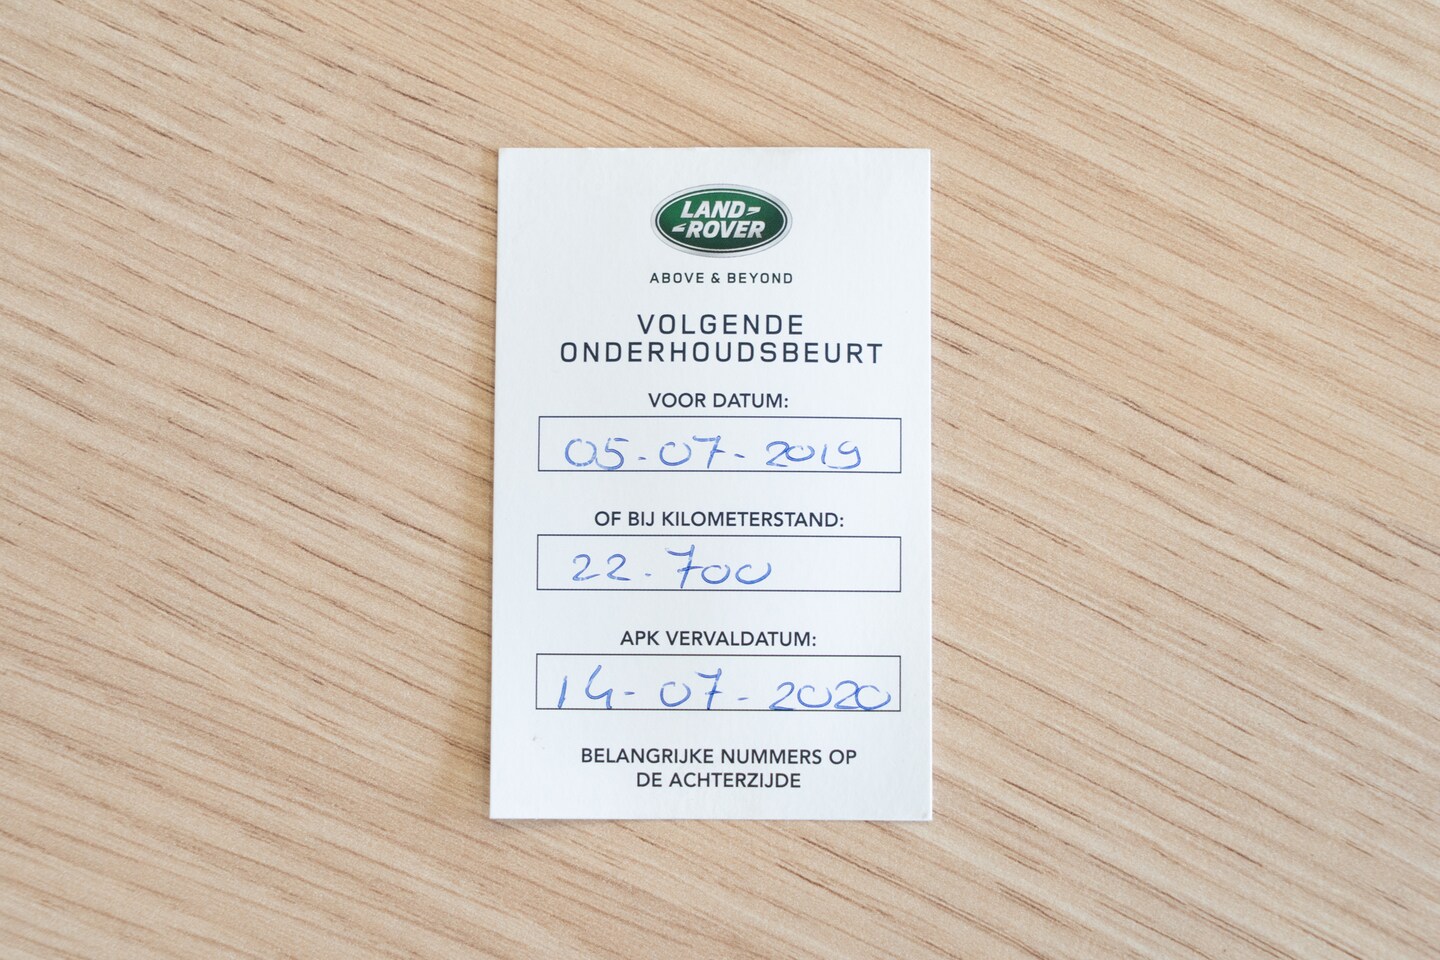 LAND-
-ROVER
ABOVE & BEYOND
VOLGENDE
ONDERHOUDSBEURT
VOOR DATUM:
05-07-2019
OF BIJ KILOMETERSTAND:
22.700
APK VERVALDATUM:
14-07-2020
BELANGRIJKE NUMMERS OP
DE ACHTERZIJDE